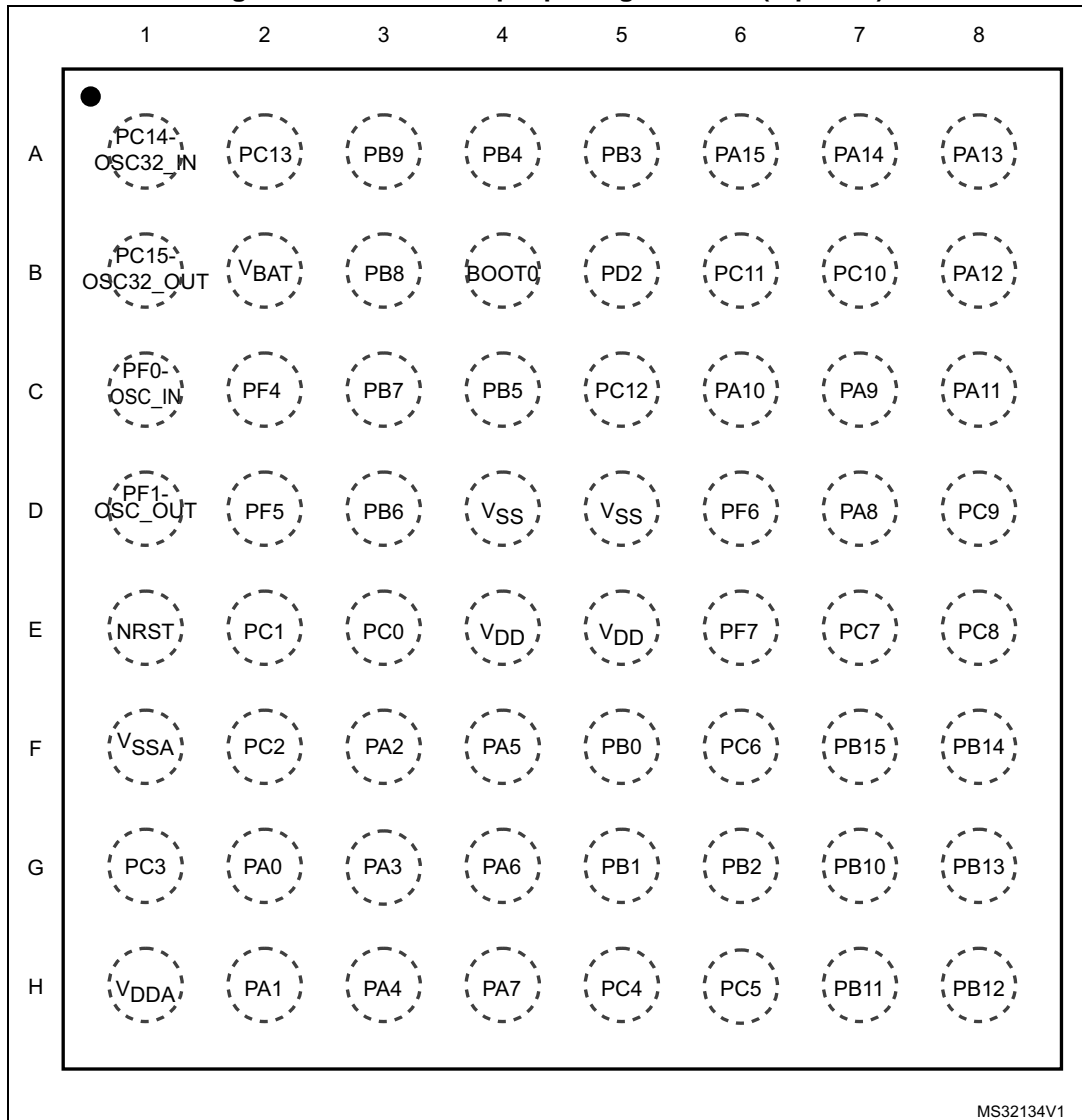 1 2 3 4 5 6 7 8
A PC14-OSC32_IN PC13 PB9 PB4 PB3 PA15 PA14 PA13
B PC15-OSC32_OUT VBAT PB8 BOOT0 PD2 PC11 PC10 PA12
C PF0-OSC_IN PF4 PB7 PB5 PC12 PA10 PA9 PA11
D PF1-OSC_OUT PF5 PB6 VSS VSS PF6 PA8 PC9
E NRST PC1 PC0 VDD VDD PF7 PC7 PC8
F VSSA PC2 PA2 PA5 PB0 PC6 PB15 PB14
G PC3 PA0 PA3 PA6 PB1 PB2 PB10 PB13
H VDDA PA1 PA4 PA7 PC4 PC5 PB11 PB12
MS32134V1